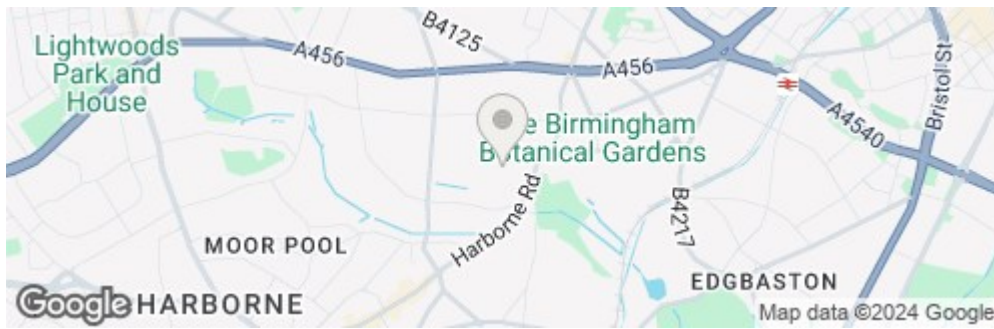 B4125
Lightwoods
Park and
House
A456
A456
Bristol St
A4540
Birmingham
Botanical Gardens
B4217
Harborne Rd
MOOR POOL
EDGBASTON
Google
HARBORNE
Map data ©2024 Google